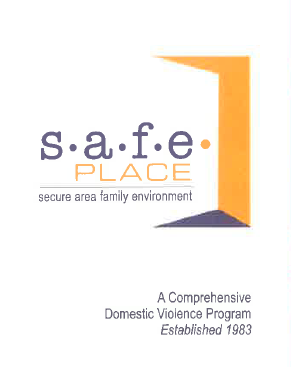 s·a·f·e·
PLACE
secure area family environment
A Comprehensive
Domestic Violence Program
Established 1983